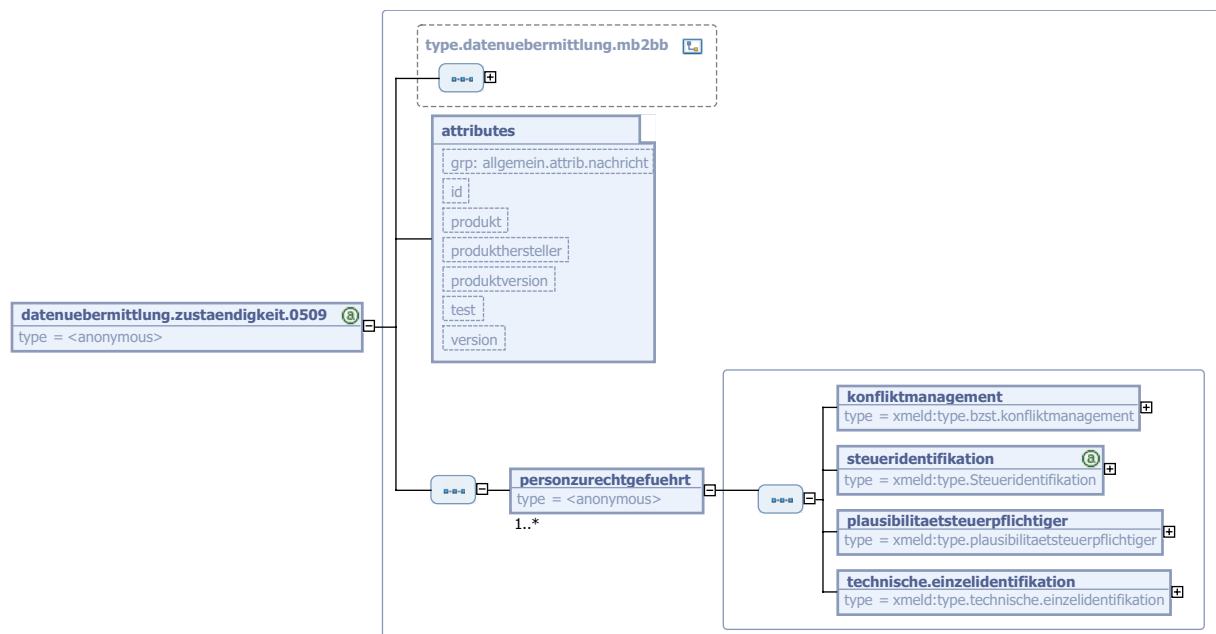 type.datenuebermittlung.mb2bb
attributes
grp: allgemein.attrib.nachricht
id
produkt
produkthersteller
produktversion
test
version
datenuebermittlung.zustaendigkeit.0509
type = <anonymous>
personzurechtgefuehrt
type = <anonymous>
1..*
konfliktmanagement
type = xmeld:type.bzst.konfliktmanagement
steueridentifikation
type = xmeld:type.Steueridentifikation
plausibilitaetsteuerpflichtiger
type = xmeld:type.plausibilitaetsteuerpflichtiger
technische.einzelidentifikation
type = xmeld:type.technische.einzelidentifikation